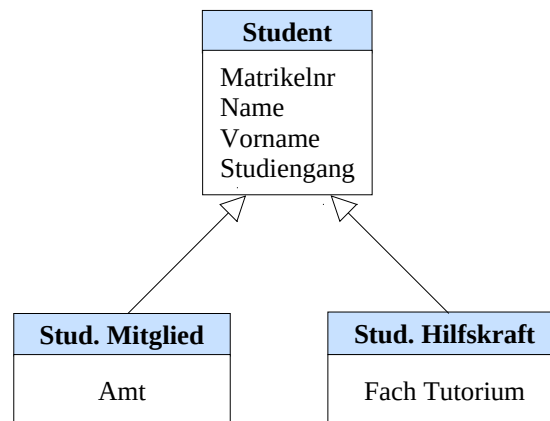 Student
Matrikelnr
Name
Vorname
Studiengang
Stud. Mitglied
Amt
Stud. Hilfskraft
Fach Tutorium